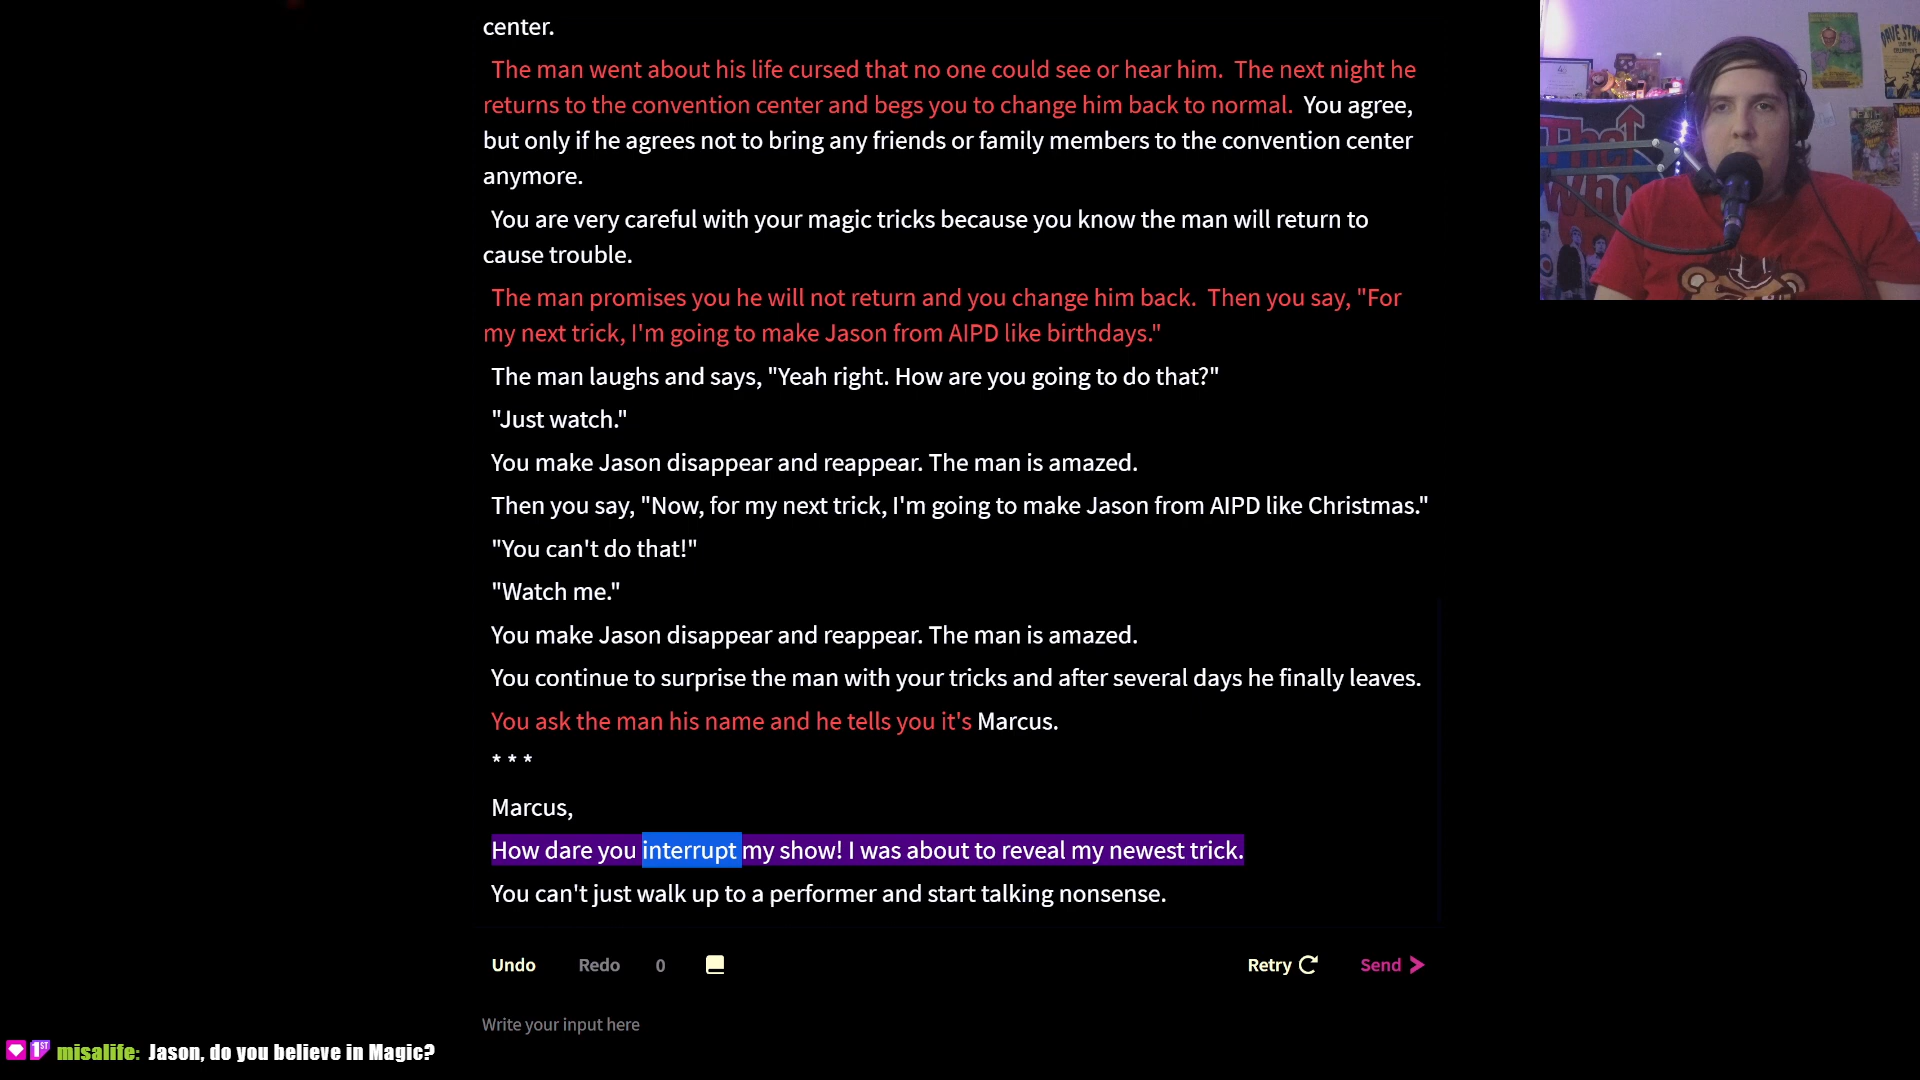 center.
The man went about his life cursed that no one could see or hear him.  The next night he
returns to the convention center and begs you to change him back to normal.  You agree,
but only if he agrees not to bring any friends or family members to the convention center
anymore.
You are very careful with your magic tricks because you know the man will return to
cause trouble.
The man promises you he will not return and you change him back.  Then you say, "For
my next trick, I'm going to make Jason from AIPD like birthdays."
The man laughs and says, "Yeah right. How are you going to do that?"
"Just watch."
You make Jason disappear and reappear. The man is amazed.
Then you say, "Now, for my next trick, I'm going to make Jason from AIPD like Christmas."
"You can't do that!"
"Watch me."
You make Jason disappear and reappear. The man is amazed.
You continue to surprise the man with your tricks and after several days he finally leaves.
You ask the man his name and he tells you it's Marcus.
* * *
Marcus,
How dare you interrupt my show! I was about to reveal my newest trick.
You can't just walk up to a performer and start talking nonsense.
Undo Redo 0 Retry Send
Write your input here
1ST misalife: Jason, do you believe in Magic?
The
Who
DAVE STO